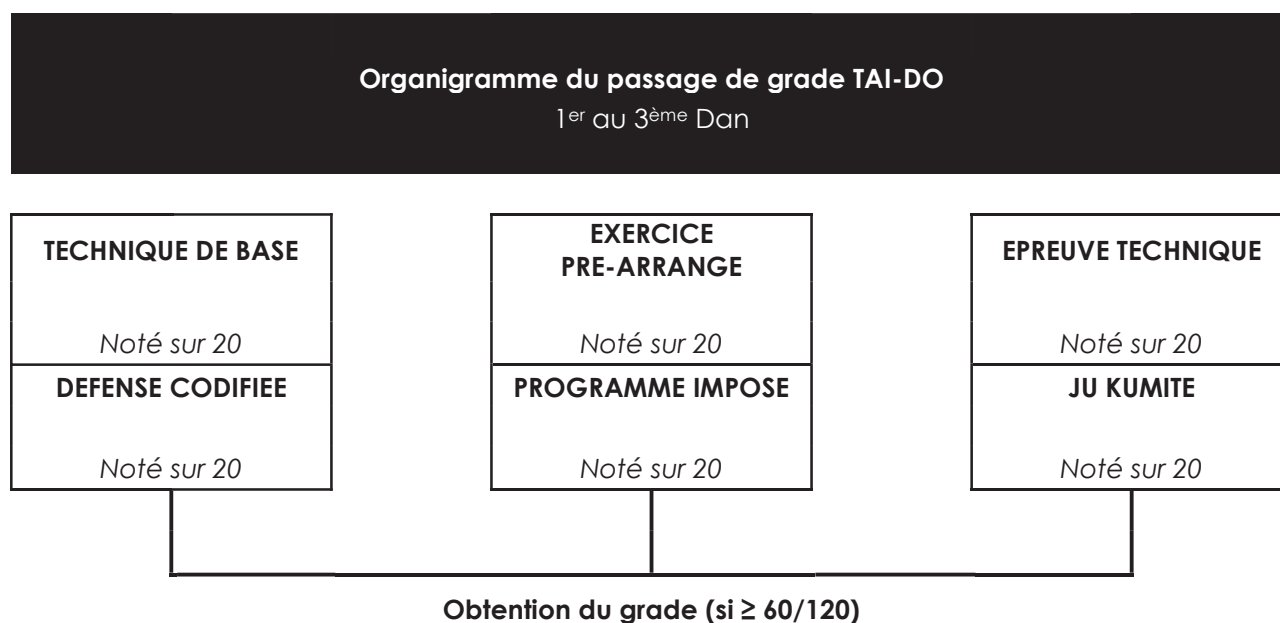 Organigramme du passage de grade TAI-DO
1er au 3ème Dan
TECHNIQUE DE BASE
Noté sur 20
DEFENSE CODIFIEE
Noté sur 20
EXERCICE
PRE-ARRANGE
Noté sur 20
PROGRAMME IMPOSE
Noté sur 20
EPREUVE TECHNIQUE
Noté sur 20
JU KUMITE
Noté sur 20
Obtention du grade (si ≥ 60/120)